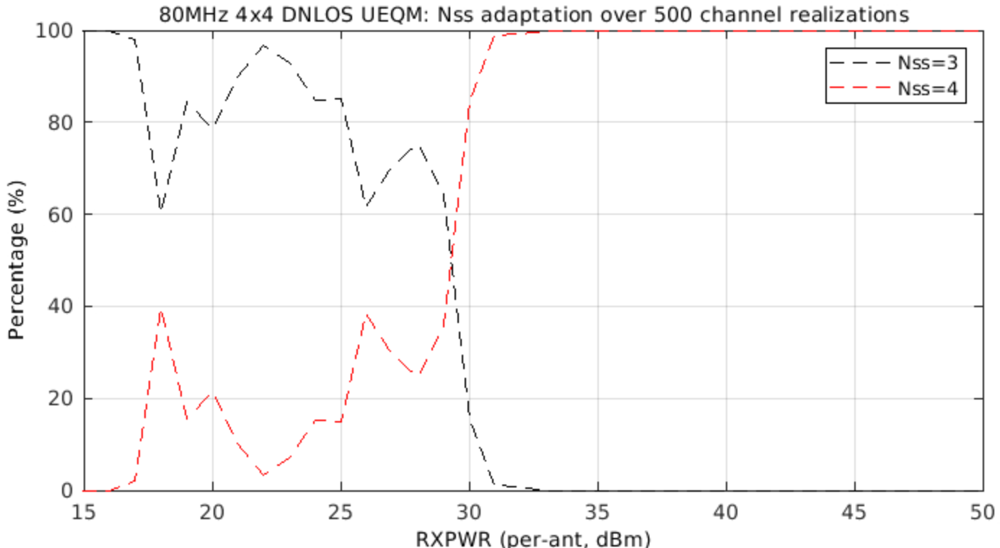 80MHz 4x4 DNLOS UEQM: Nss adaptation over 500 channel realizations
100
80
60
40
20
0
Percentage (%)
Nss=3
Nss=4
15 20 25 30 35 40 45 50
RXPWR (per-ant, dBm)